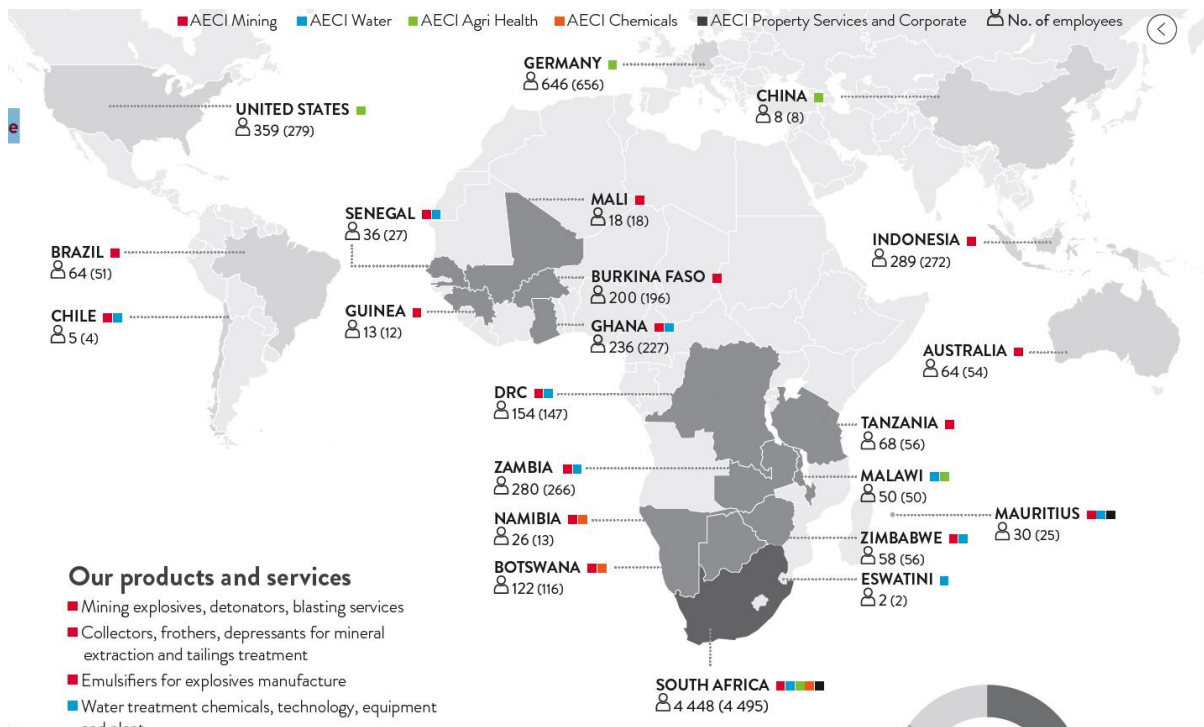 AECI Mining AECI Water AECI Agri Health AECI Chemicals AECI Property Services and Corporate No. of employees
e
GERMANY
646 (656)
CHINA
8 (8)
UNITED STATES
359 (279)
MALI
18 (18)
SENEGAL
36 (27)
BRAZIL
64 (51)
INDONESIA
289 (272)
BURKINA FASO
200 (196)
GUINEA
13 (12)
CHILE
5 (4)
GHANA
236 (227)
AUSTRALIA
64 (54)
DRC
154 (147)
TANZANIA
68 (56)
ZAMBIA
280 (266)
MALAWI
50 (50)
NAMIBIA
26 (13)
MAURITIUS
30 (25)
ZIMBABWE
58 (56)
BOTSWANA
122 (116)
ESWATINI
2 (2)
SOUTH AFRICA
4 448 (4 495)
Our products and services
Mining explosives, detonators, blasting services
Collectors, frothers, depressants for mineral
extraction and tailings treatment
Emulsifiers for explosives manufacture
Water treatment chemicals, technology, equipment